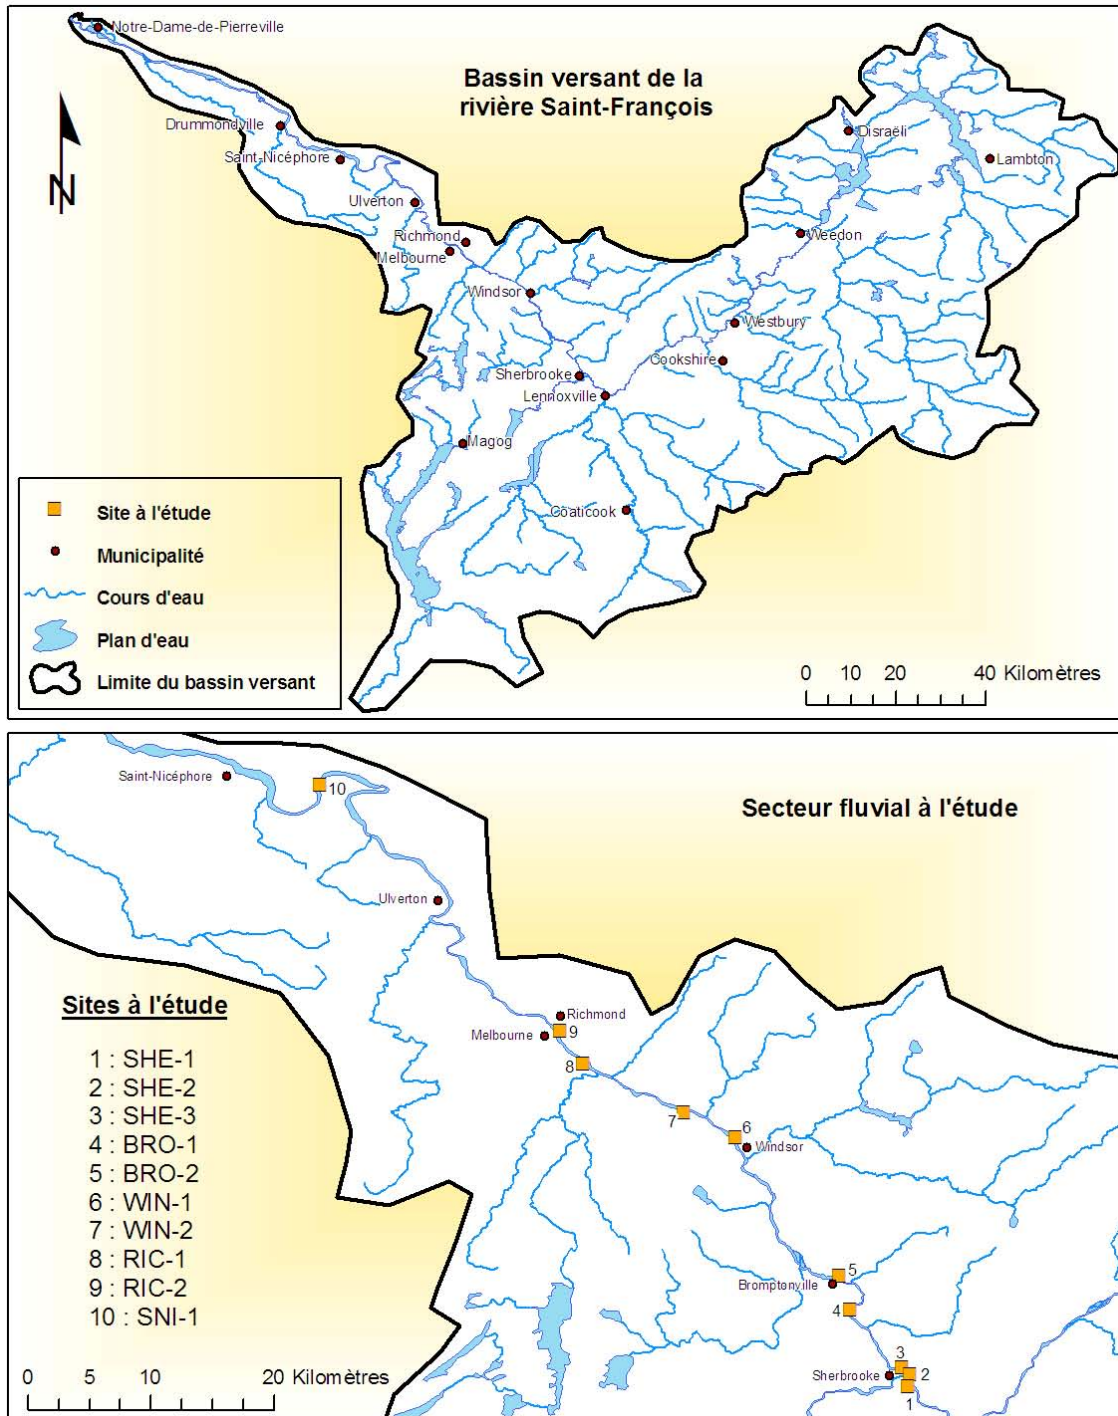 Notre-Dame-de-Pierreville
Bassin versant de la
rivière Saint-François
Drummondville
Saint-Nicéphore
Disraëli
Lambton
N
Ulverton
Richmond
Melbourne
Weedon
Windsor
Westbury
Cookshire
Sherbrooke
Lennoxville
Magog
Coaticook
Site à l'étude
Municipalité
Cours d'eau
Plan d'eau
Limite du bassin versant
0 10 20 40 Kilomètres
Saint-Nicéphore
10
Secteur fluvial à l'étude
Ulverton
Richmond
9
Melbourne
8
7
6
Windsor
Sites à l'étude
1 : SHE-1
2 : SHE-2
3 : SHE-3
4 : BRO-1
5 : BRO-2
6 : WIN-1
7 : WIN-2
8 : RIC-1
9 : RIC-2
10 : SNI-1
5
Bromptonville
4
3
2
Sherbrooke
1
0 5 10 20 Kilomètres